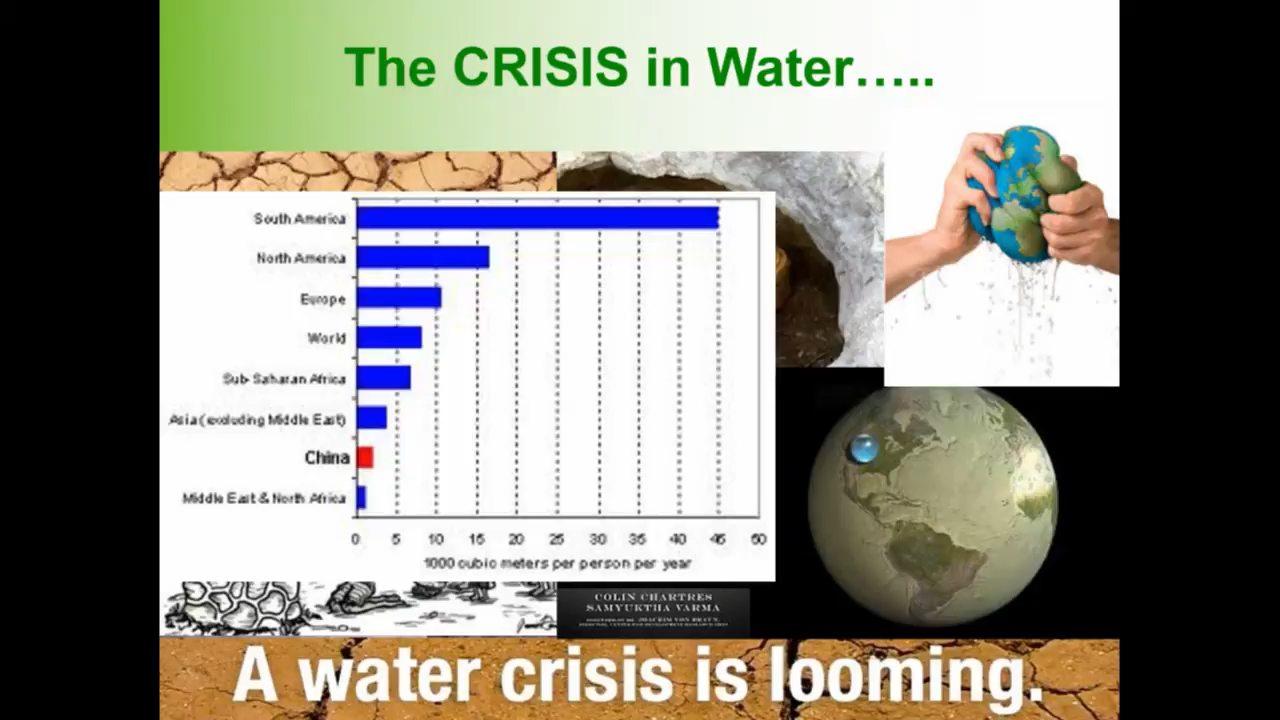 The CRISIS in Water…..
South America
North America
Europe
World
Sub-Saharan Africa
Asia (excluding Middle East)
China
Middle East & North Africa
0 5 10 15 20 25 30 35 40 45 50
1000 cubic meters per person per year
COLIN CHARTRES
SAMYUKTHA VARMA
A water crisis is looming.